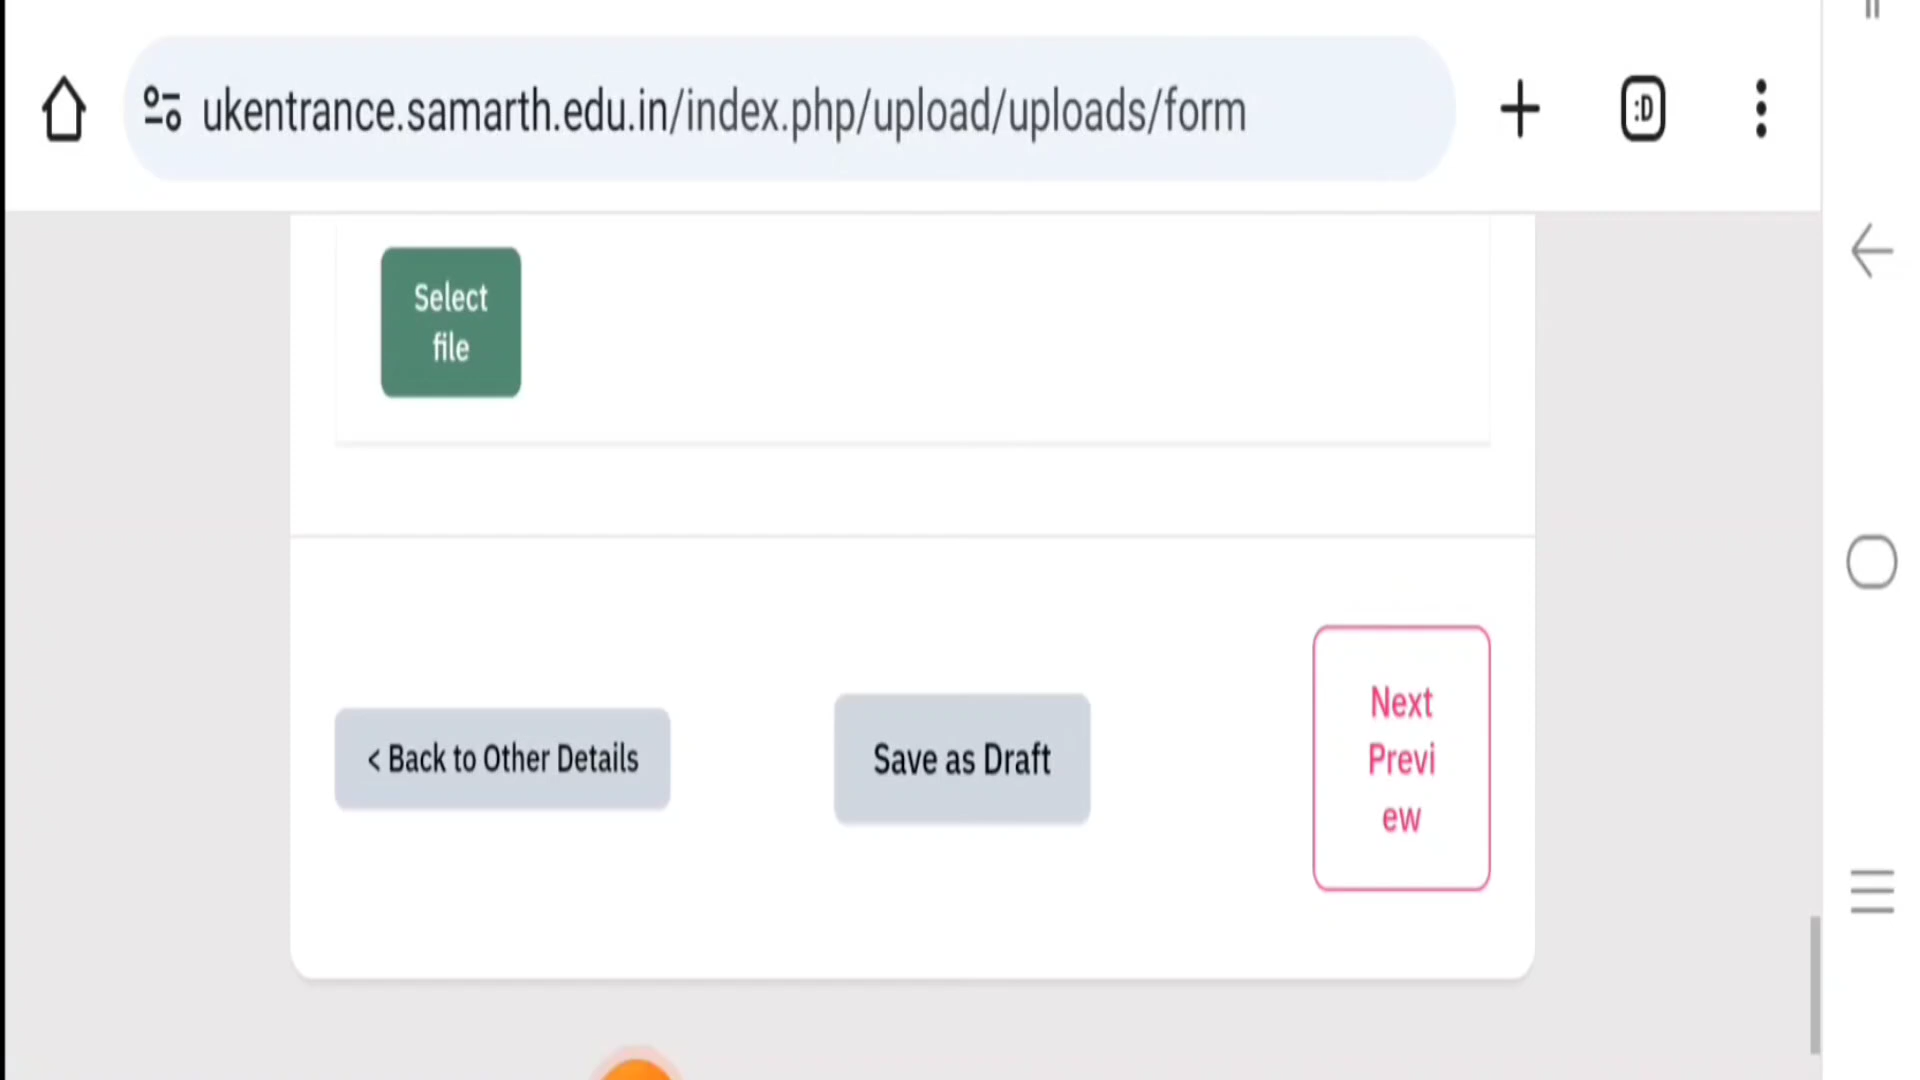 ukentrance.samarth.edu.in/index.php/upload/uploads/form
:D
Select
file
< Back to Other Details
Save as Draft
Next
Previ
ew